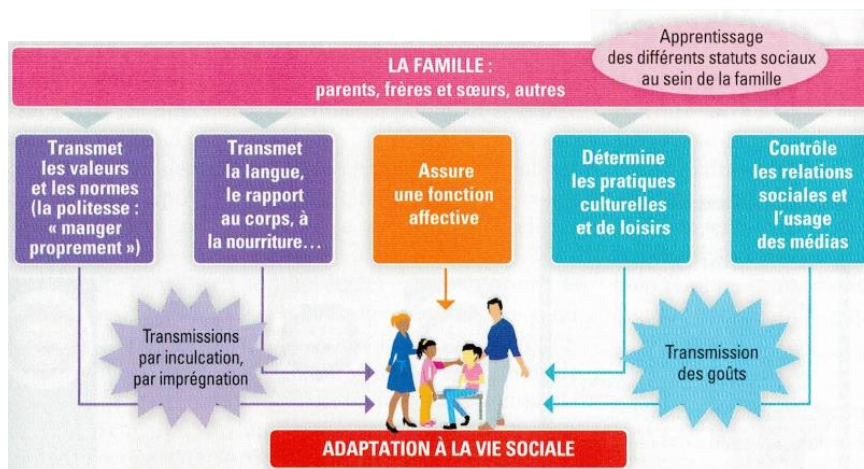 Apprentissage
des différents statuts sociaux
au sein de la famille
LA FAMILLE :
parents, frères et sœurs, autres
Transmet
les valeurs
et les normes
(la politesse :
« manger
proprement »)
Transmet
la langue,
le rapport
au corps, à
la nourriture…
Assure
une fonction
affective
Détermine
les pratiques
culturelles
et de loisirs
Contrôle
les relations
sociales et
l'usage
des médias
Transmissions
par inculcation,
par imprégnation
Transmission
des goûts
ADAPTATION À LA VIE SOCIALE